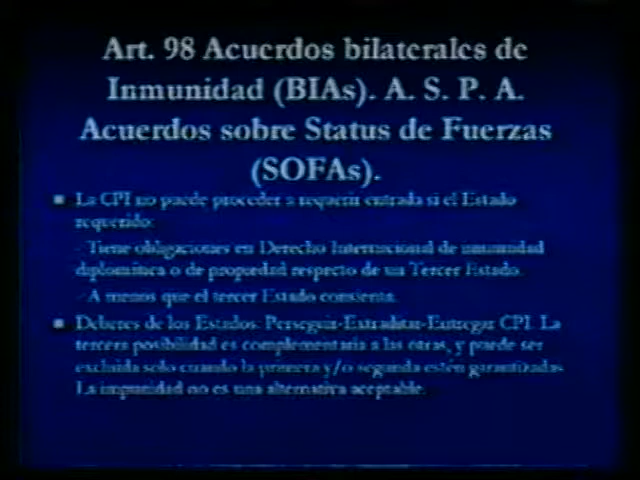 Art. 98 Acuerdos bilaterales de
Inmunidad (BIAs). A. S. P. A.
Acuerdos sobre Status de Fuerzas
(SOFAs).
■ La CPI no puede proceder a requerir entrada si el Estado
requerido:
- Tiene obligaciones en Derecho Internacional de inmunidad
diplomática o de propiedad respecto de un Tercer Estado.
- A menos que el tercer Estado consienta.
■ Deberes de los Estados: Perseguir-Extraditar-Entregar CPI. La
tercera posibilidad es complementaria a las otras, y puede ser
excluida solo cuando la primera y/o segunda estén garantizadas.
La impunidad no es una alternativa aceptable.